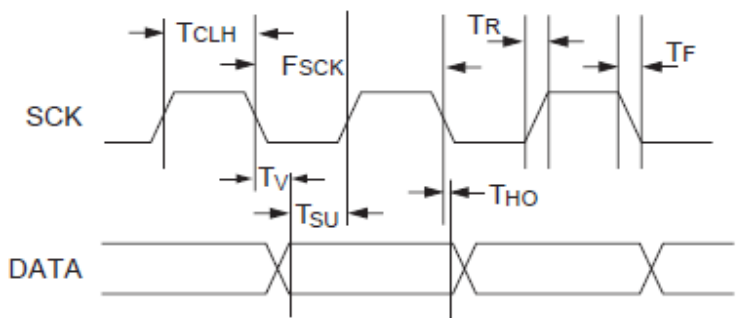 TCLH
TR
TF
FSCK
SCK
TV
TSU
THO
DATA